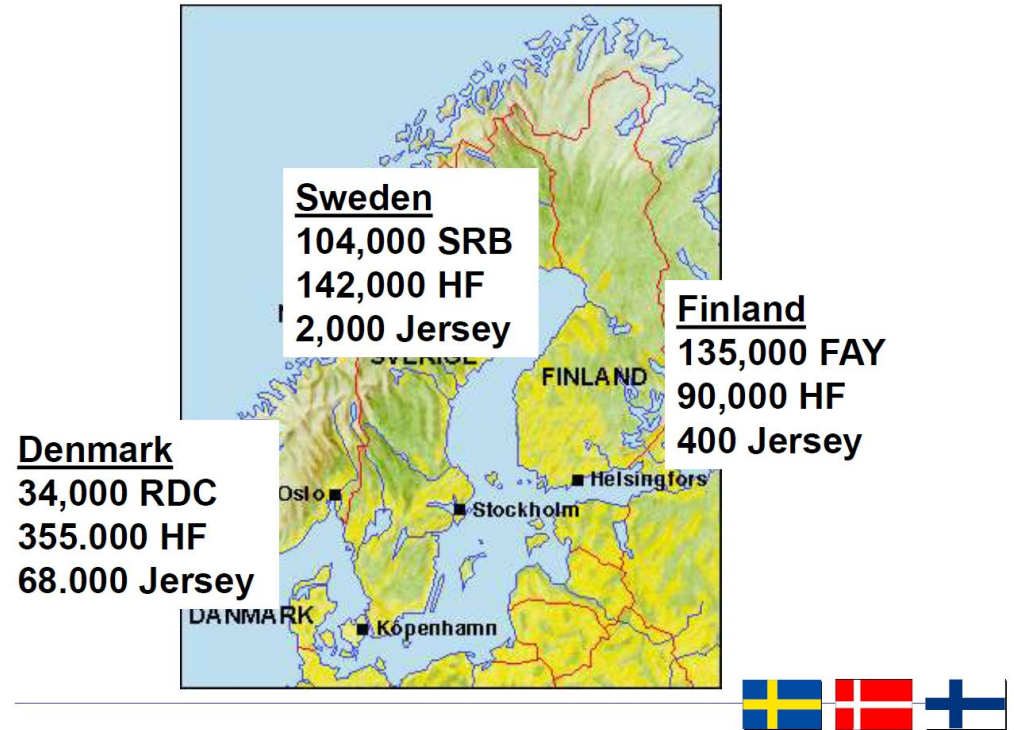 Sweden
104,000 SRB
142,000 HF
2,000 Jersey
SVERIGE
Finland
135,000 FAY
90,000 HF
400 Jersey
FINLAND
Denmark
34,000 RDC
355.000 HF
68.000 Jersey
Oslo
Helsingfors
Stockholm
DANMARK
Köpenhamn